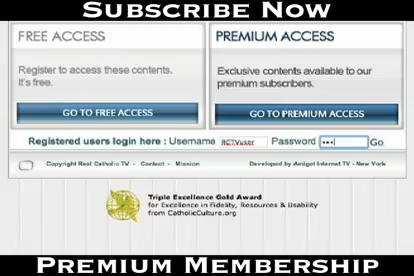 Subscribe Now
FREE ACCESS
Register to access these contents.
It's free.
GO TO FREE ACCESS
PREMIUM ACCESS
Exclusive contents available to our
premium subscribers.
GO TO PREMIUM ACCESS
Registered users login here : Username RCTVuser Password •••| Go
Copyright Real Catholic TV - Contact - Mission Developed by Amigot Internet TV - New York
Triple Excellence Gold Award
for Excellence in Fidelity, Resources & Usability
from CatholicCulture.org
Premium Membership